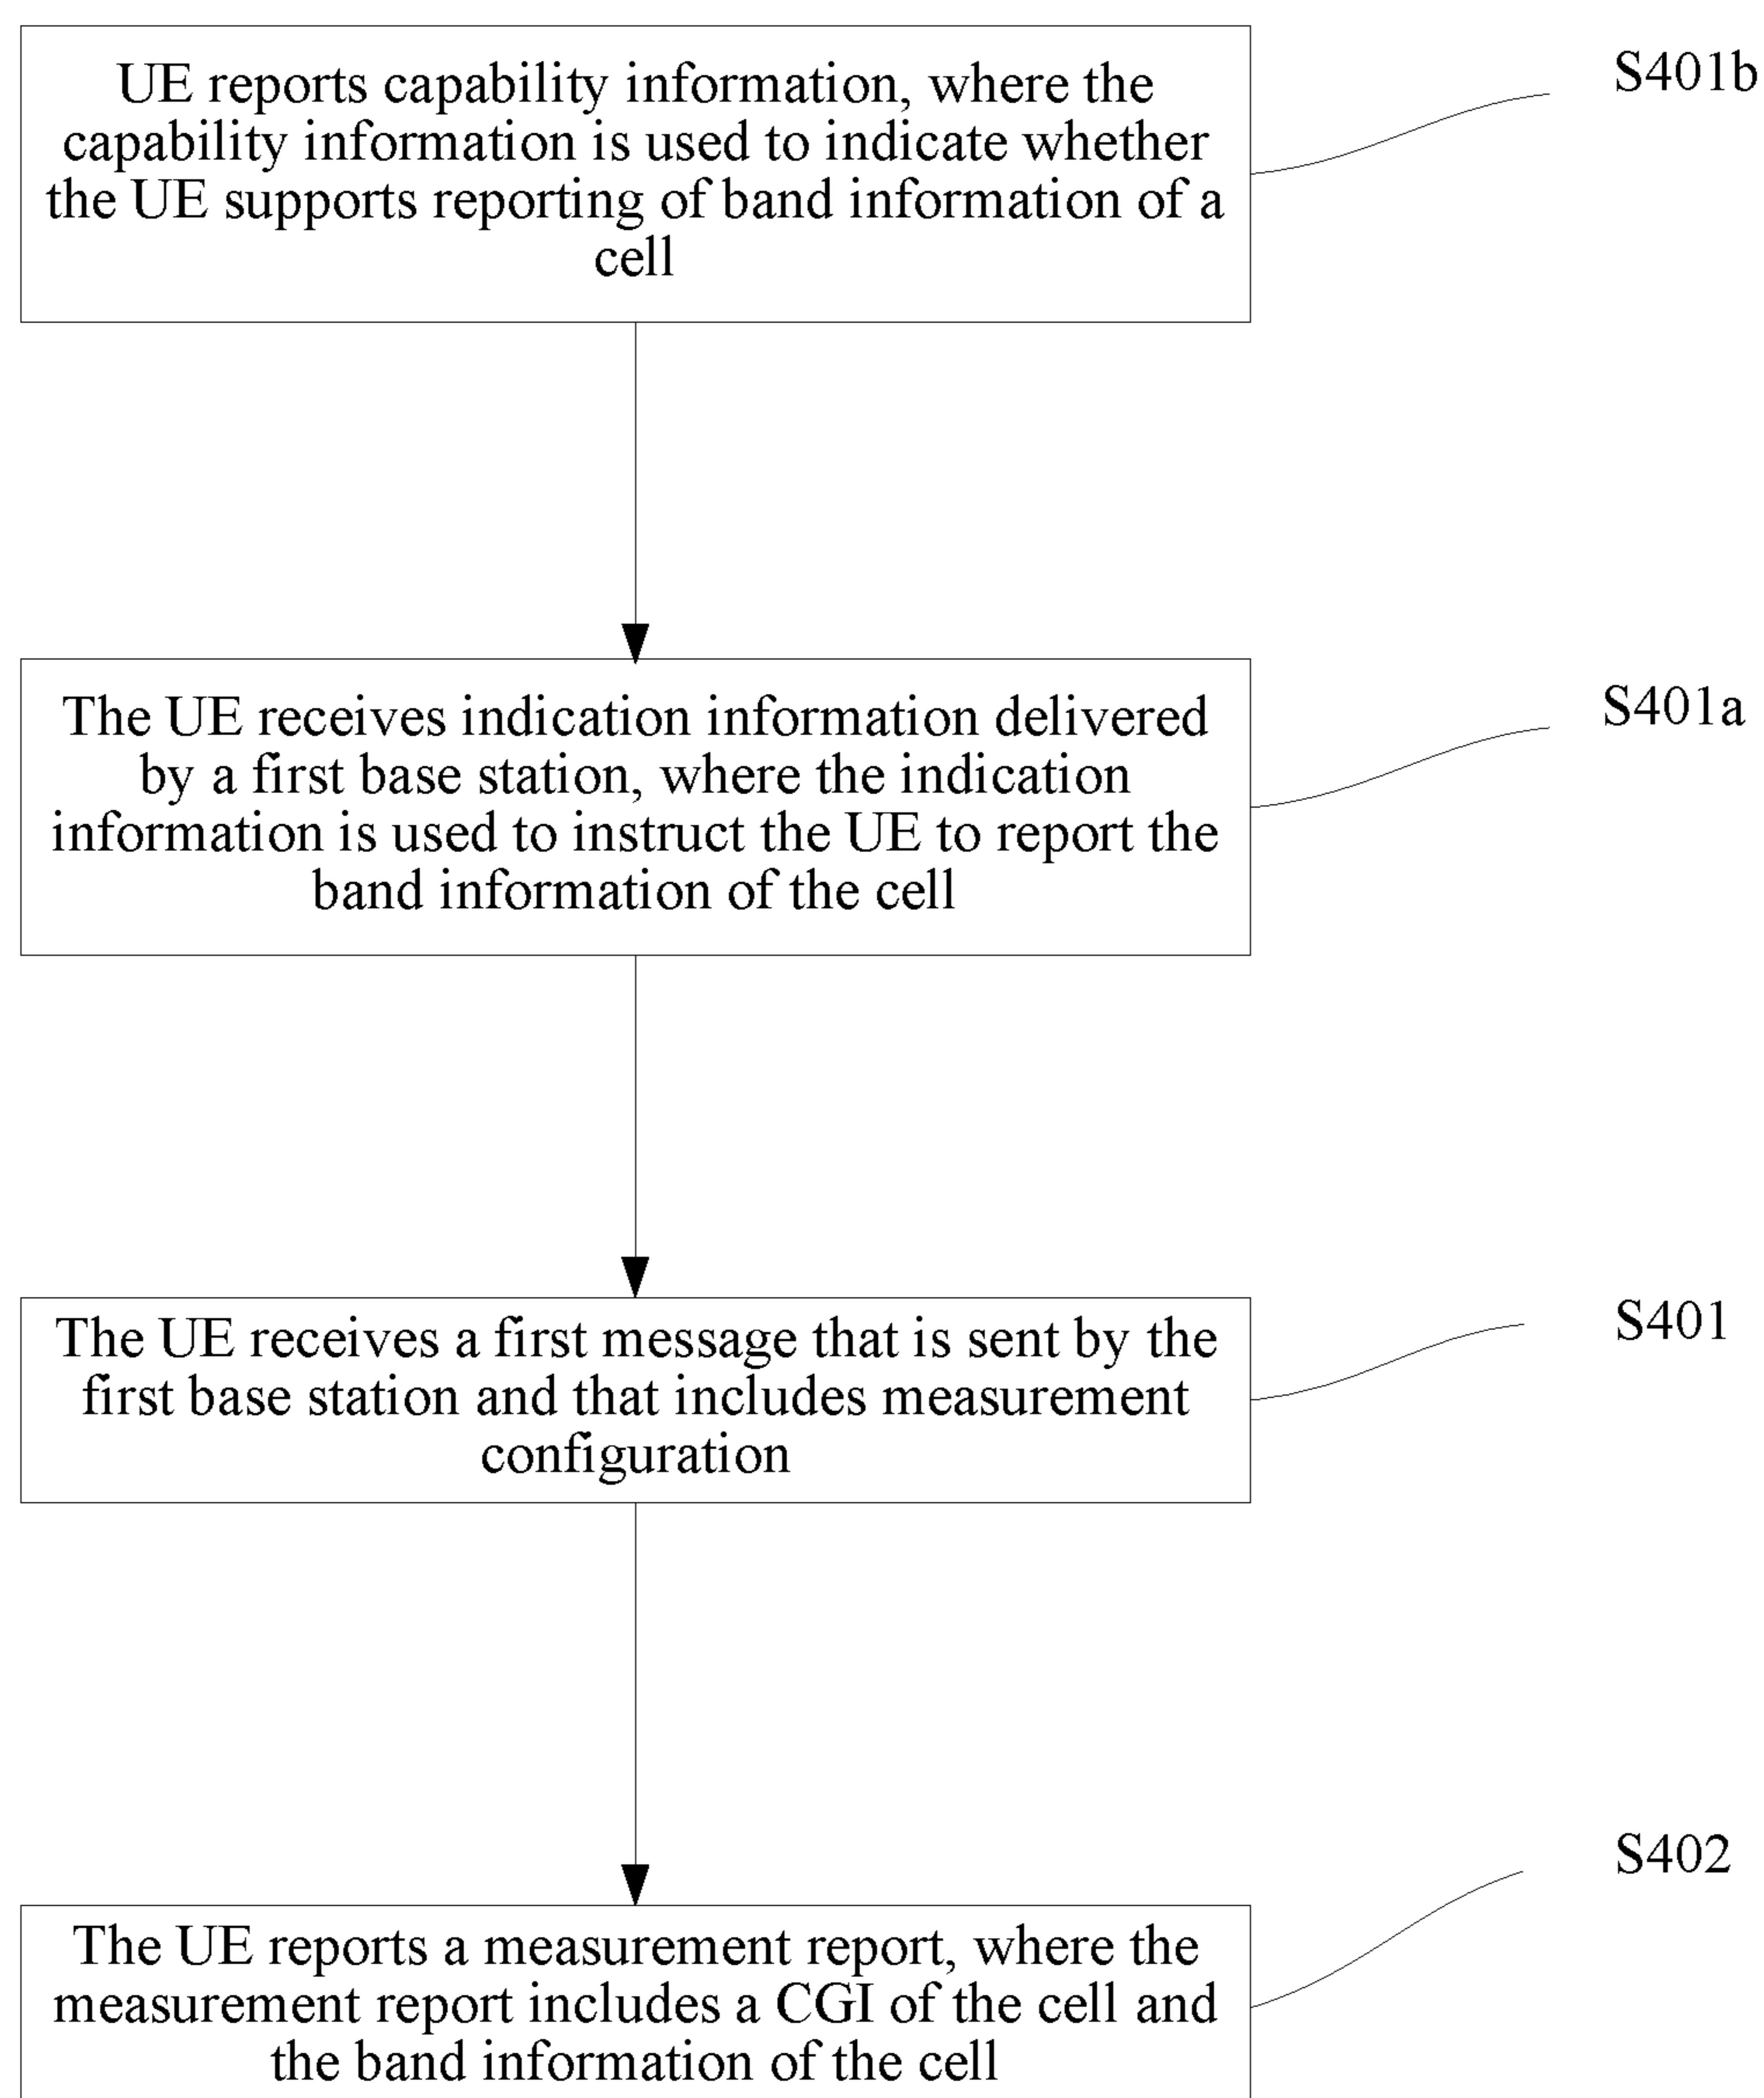 UE reports capability information, where the
capability information is used to indicate whether
the UE supports reporting of band information of a
cell
S401b
The UE receives indication information delivered
by a first base station, where the indication
information is used to instruct the UE to report the
band information of the cell
S401a
The UE receives a first message that is sent by the
first base station and that includes measurement
configuration
S401
The UE reports a measurement report, where the
measurement report includes a CGI of the cell and
the band information of the cell
S402